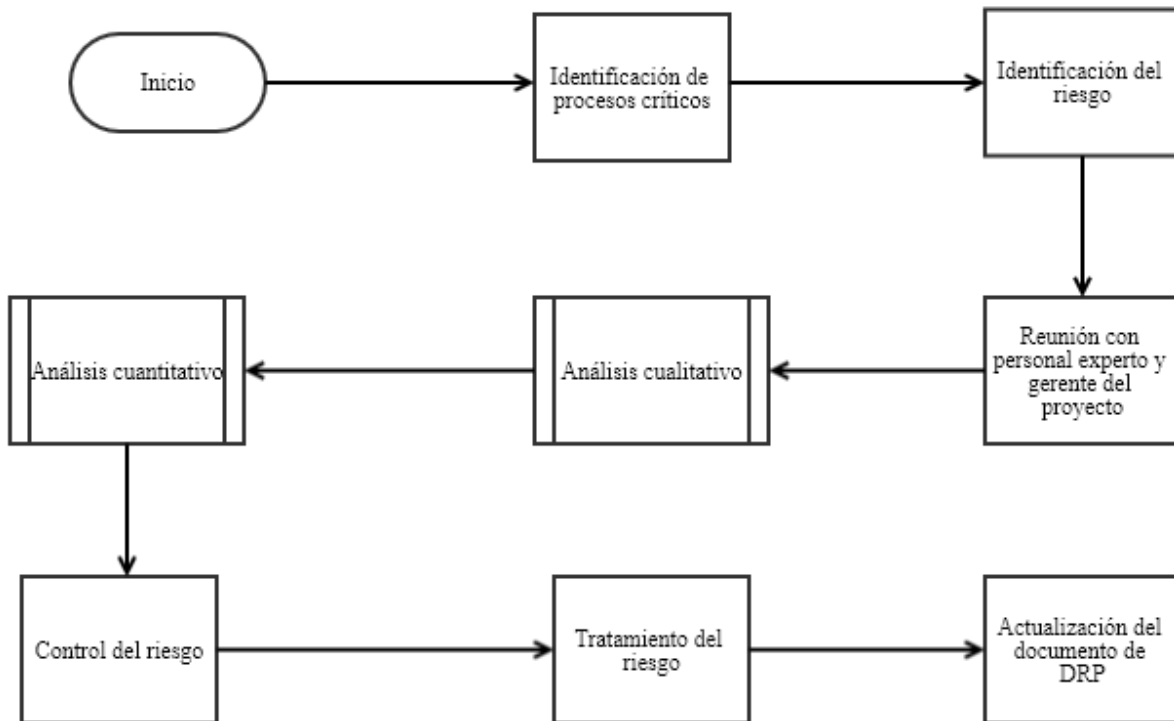 Inicio
Identificación de
procesos críticos
Identificación del
riesgo
Reunión con
personal experto y
gerente del
proyecto
Análisis cualitativo
Análisis cuantitativo
Control del riesgo
Tratamiento del
riesgo
Actualización del
documento de
DRP